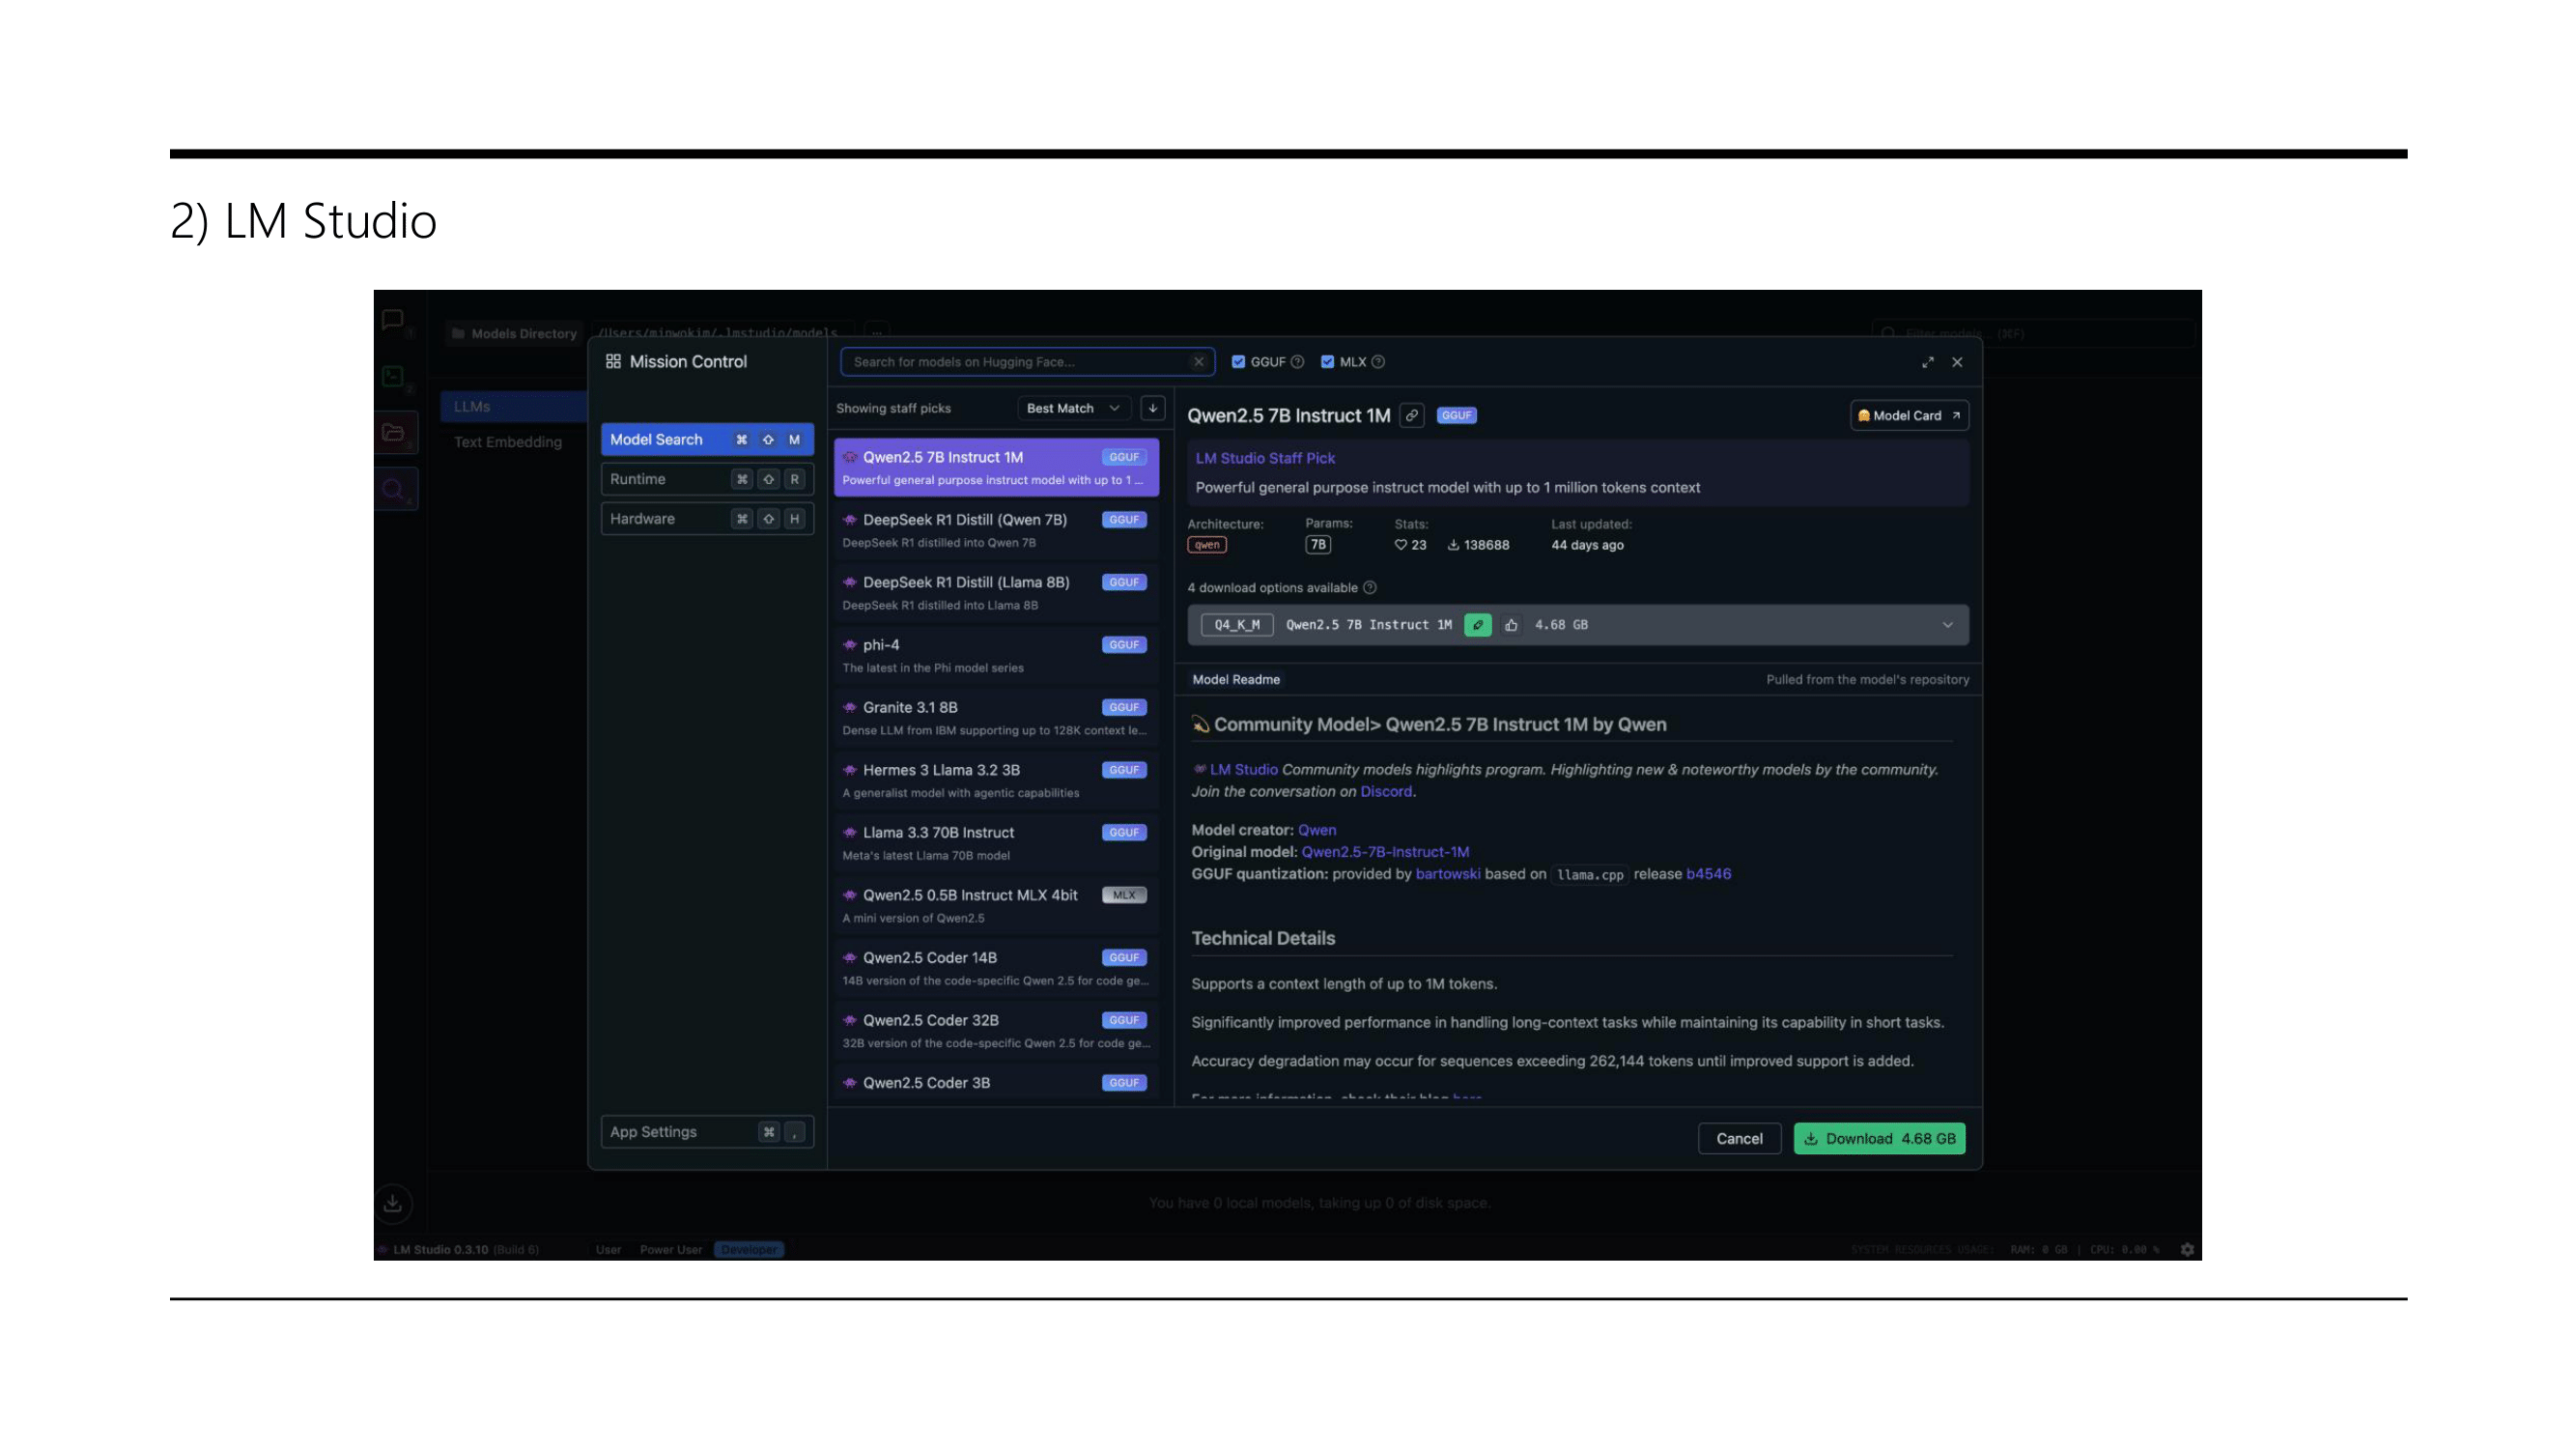 2) LM Studio
Models Directory
/Users/minwokim/.lmstudio/models
...
Filter models... (⌘F)
LLMs
Text Embedding
Mission Control
Model Search ⌘ ⇧ M
Runtime ⌘ ⇧ R
Hardware ⌘ ⇧ H
App Settings ⌘ ,
Search for models on Hugging Face...
GGUF
MLX
Showing staff picks
Best Match
Qwen2.5 7B Instruct 1M GGUF
Powerful general purpose instruct model with up to 1 ...
DeepSeek R1 Distill (Qwen 7B) GGUF
DeepSeek R1 distilled into Qwen 7B
DeepSeek R1 Distill (Llama 8B) GGUF
DeepSeek R1 distilled into Llama 8B
phi-4 GGUF
The latest in the Phi model series
Granite 3.1 8B GGUF
Dense LLM from IBM supporting up to 128K context le...
Hermes 3 Llama 3.2 3B GGUF
A generalist model with agentic capabilities
Llama 3.3 70B Instruct GGUF
Meta's latest Llama 70B model
Qwen2.5 0.5B Instruct MLX 4bit MLX
A mini version of Qwen2.5
Qwen2.5 Coder 14B GGUF
14B version of the code-specific Qwen 2.5 for code ge...
Qwen2.5 Coder 32B GGUF
32B version of the code-specific Qwen 2.5 for code ge...
Qwen2.5 Coder 3B GGUF
Qwen2.5 7B Instruct 1M GGUF
Model Card
LM Studio Staff Pick
Powerful general purpose instruct model with up to 1 million tokens context
Architecture: Params: Stats: Last updated:
qwen 7B 23 138688 44 days ago
4 download options available
Q4_K_M Qwen2.5 7B Instruct 1M 4.68 GB
Model Readme
Pulled from the model's repository
Community Model> Qwen2.5 7B Instruct 1M by Qwen
LM Studio Community models highlights program. Highlighting new & noteworthy models by the community.
Join the conversation on Discord.
Model creator: Qwen
Original model: Qwen2.5-7B-Instruct-1M
GGUF quantization: provided by bartowski based on llama.cpp release b4546
Technical Details
Supports a context length of up to 1M tokens.
Significantly improved performance in handling long-context tasks while maintaining its capability in short tasks.
Accuracy degradation may occur for sequences exceeding 262,144 tokens until improved support is added.
For more information, check their blog here
Cancel
Download 4.68 GB
You have 0 local models, taking up 0 of disk space.
LM Studio 0.3.10 (Build 6)
User
Power User
Developer
SYSTEM RESOURCES USAGE: RAM: 0 GB | CPU: 0.00 %